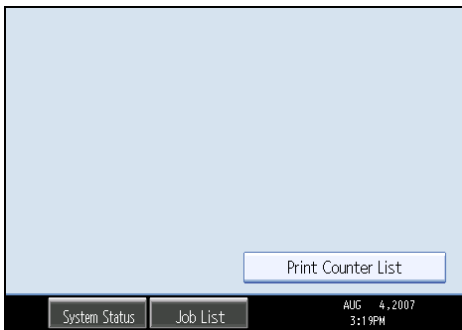 Print Counter List
System Status
Job List
AUG 4,2007
3:19PM